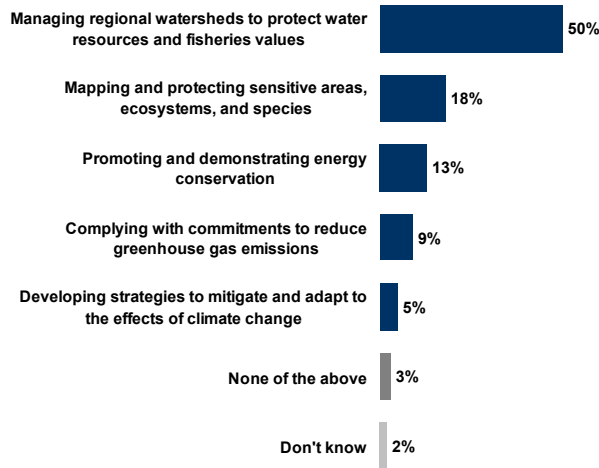 Managing regional watersheds to protect water
resources and fisheries values
50%
Mapping and protecting sensitive areas,
ecosystems, and species
18%
Promoting and demonstrating energy
conservation
13%
Complying with commitments to reduce
greenhouse gas emissions
9%
Developing strategies to mitigate and adapt to
the effects of climate change
5%
None of the above
3%
Don't know
2%